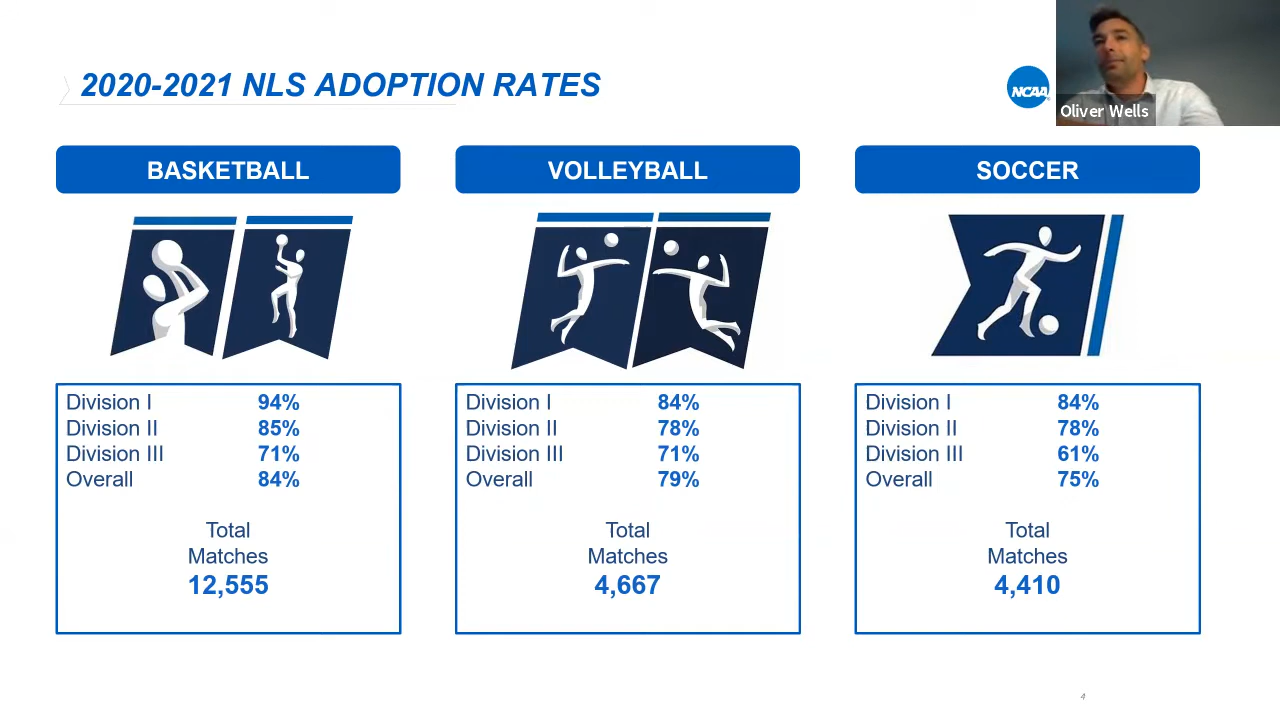 2020-2021 NLS ADOPTION RATES
NCAA
Oliver Wells
BASKETBALL
VOLLEYBALL
SOCCER
Division I 94%
Division II 85%
Division III 71%
Overall 84%
Total
Matches
12,555
Division I 84%
Division II 78%
Division III 71%
Overall 79%
Total
Matches
4,667
Division I 84%
Division II 78%
Division III 61%
Overall 75%
Total
Matches
4,410
4